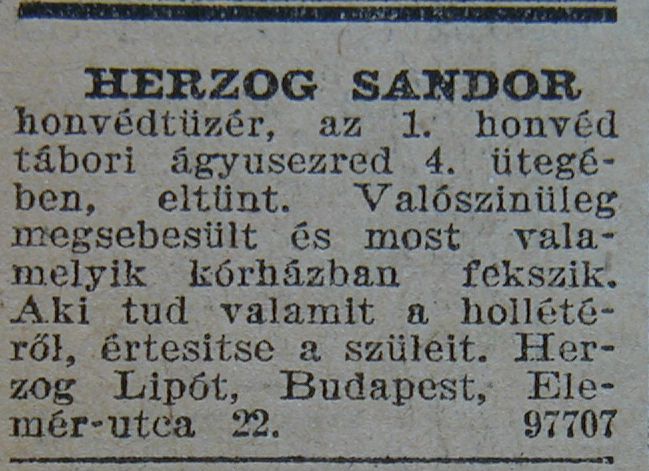 HERZOG SANDOR
honvédtüzér, az 1. honvéd
tábori ágyusezred 4. ütegé-
ben, eltünt. Valószinüleg
megsebesült és most vala-
melyik kórházban fekszik.
Aki tud valamit a hollété-
ről, értesitse a szüleit. Her-
zog Lipót, Budapest, Ele-
mér-utca 22. 97707